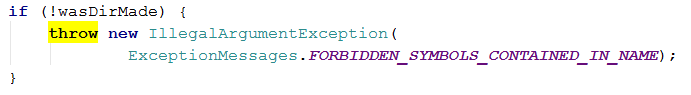 if (!wasDirMade) {
throw new IllegalArgumentException(
ExceptionMessages.FORBIDDEN_SYMBOLS_CONTAINED_IN_NAME);
}